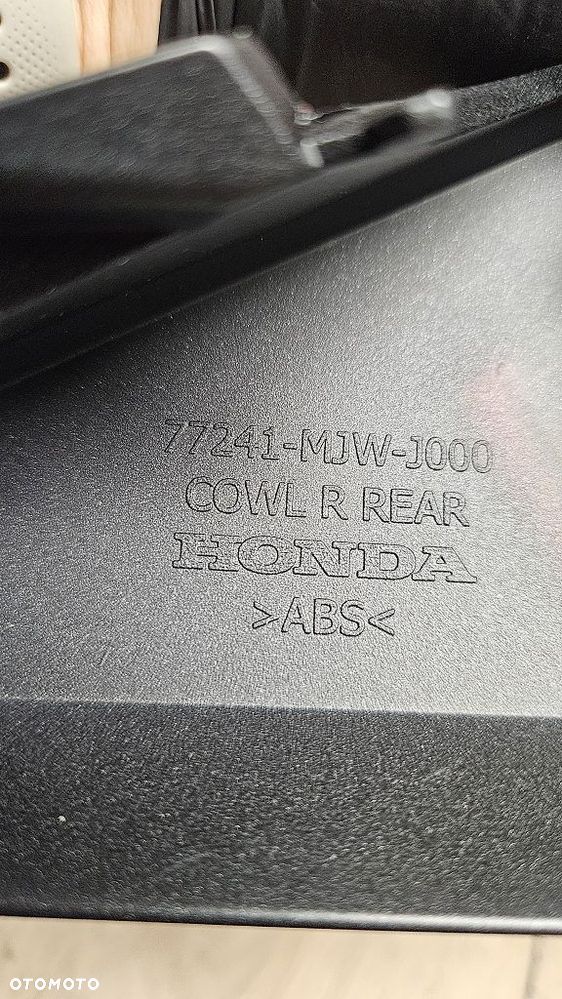 77241-MJW-J000
COWL R REAR
HONDA
>ABS<
OTOMOTO